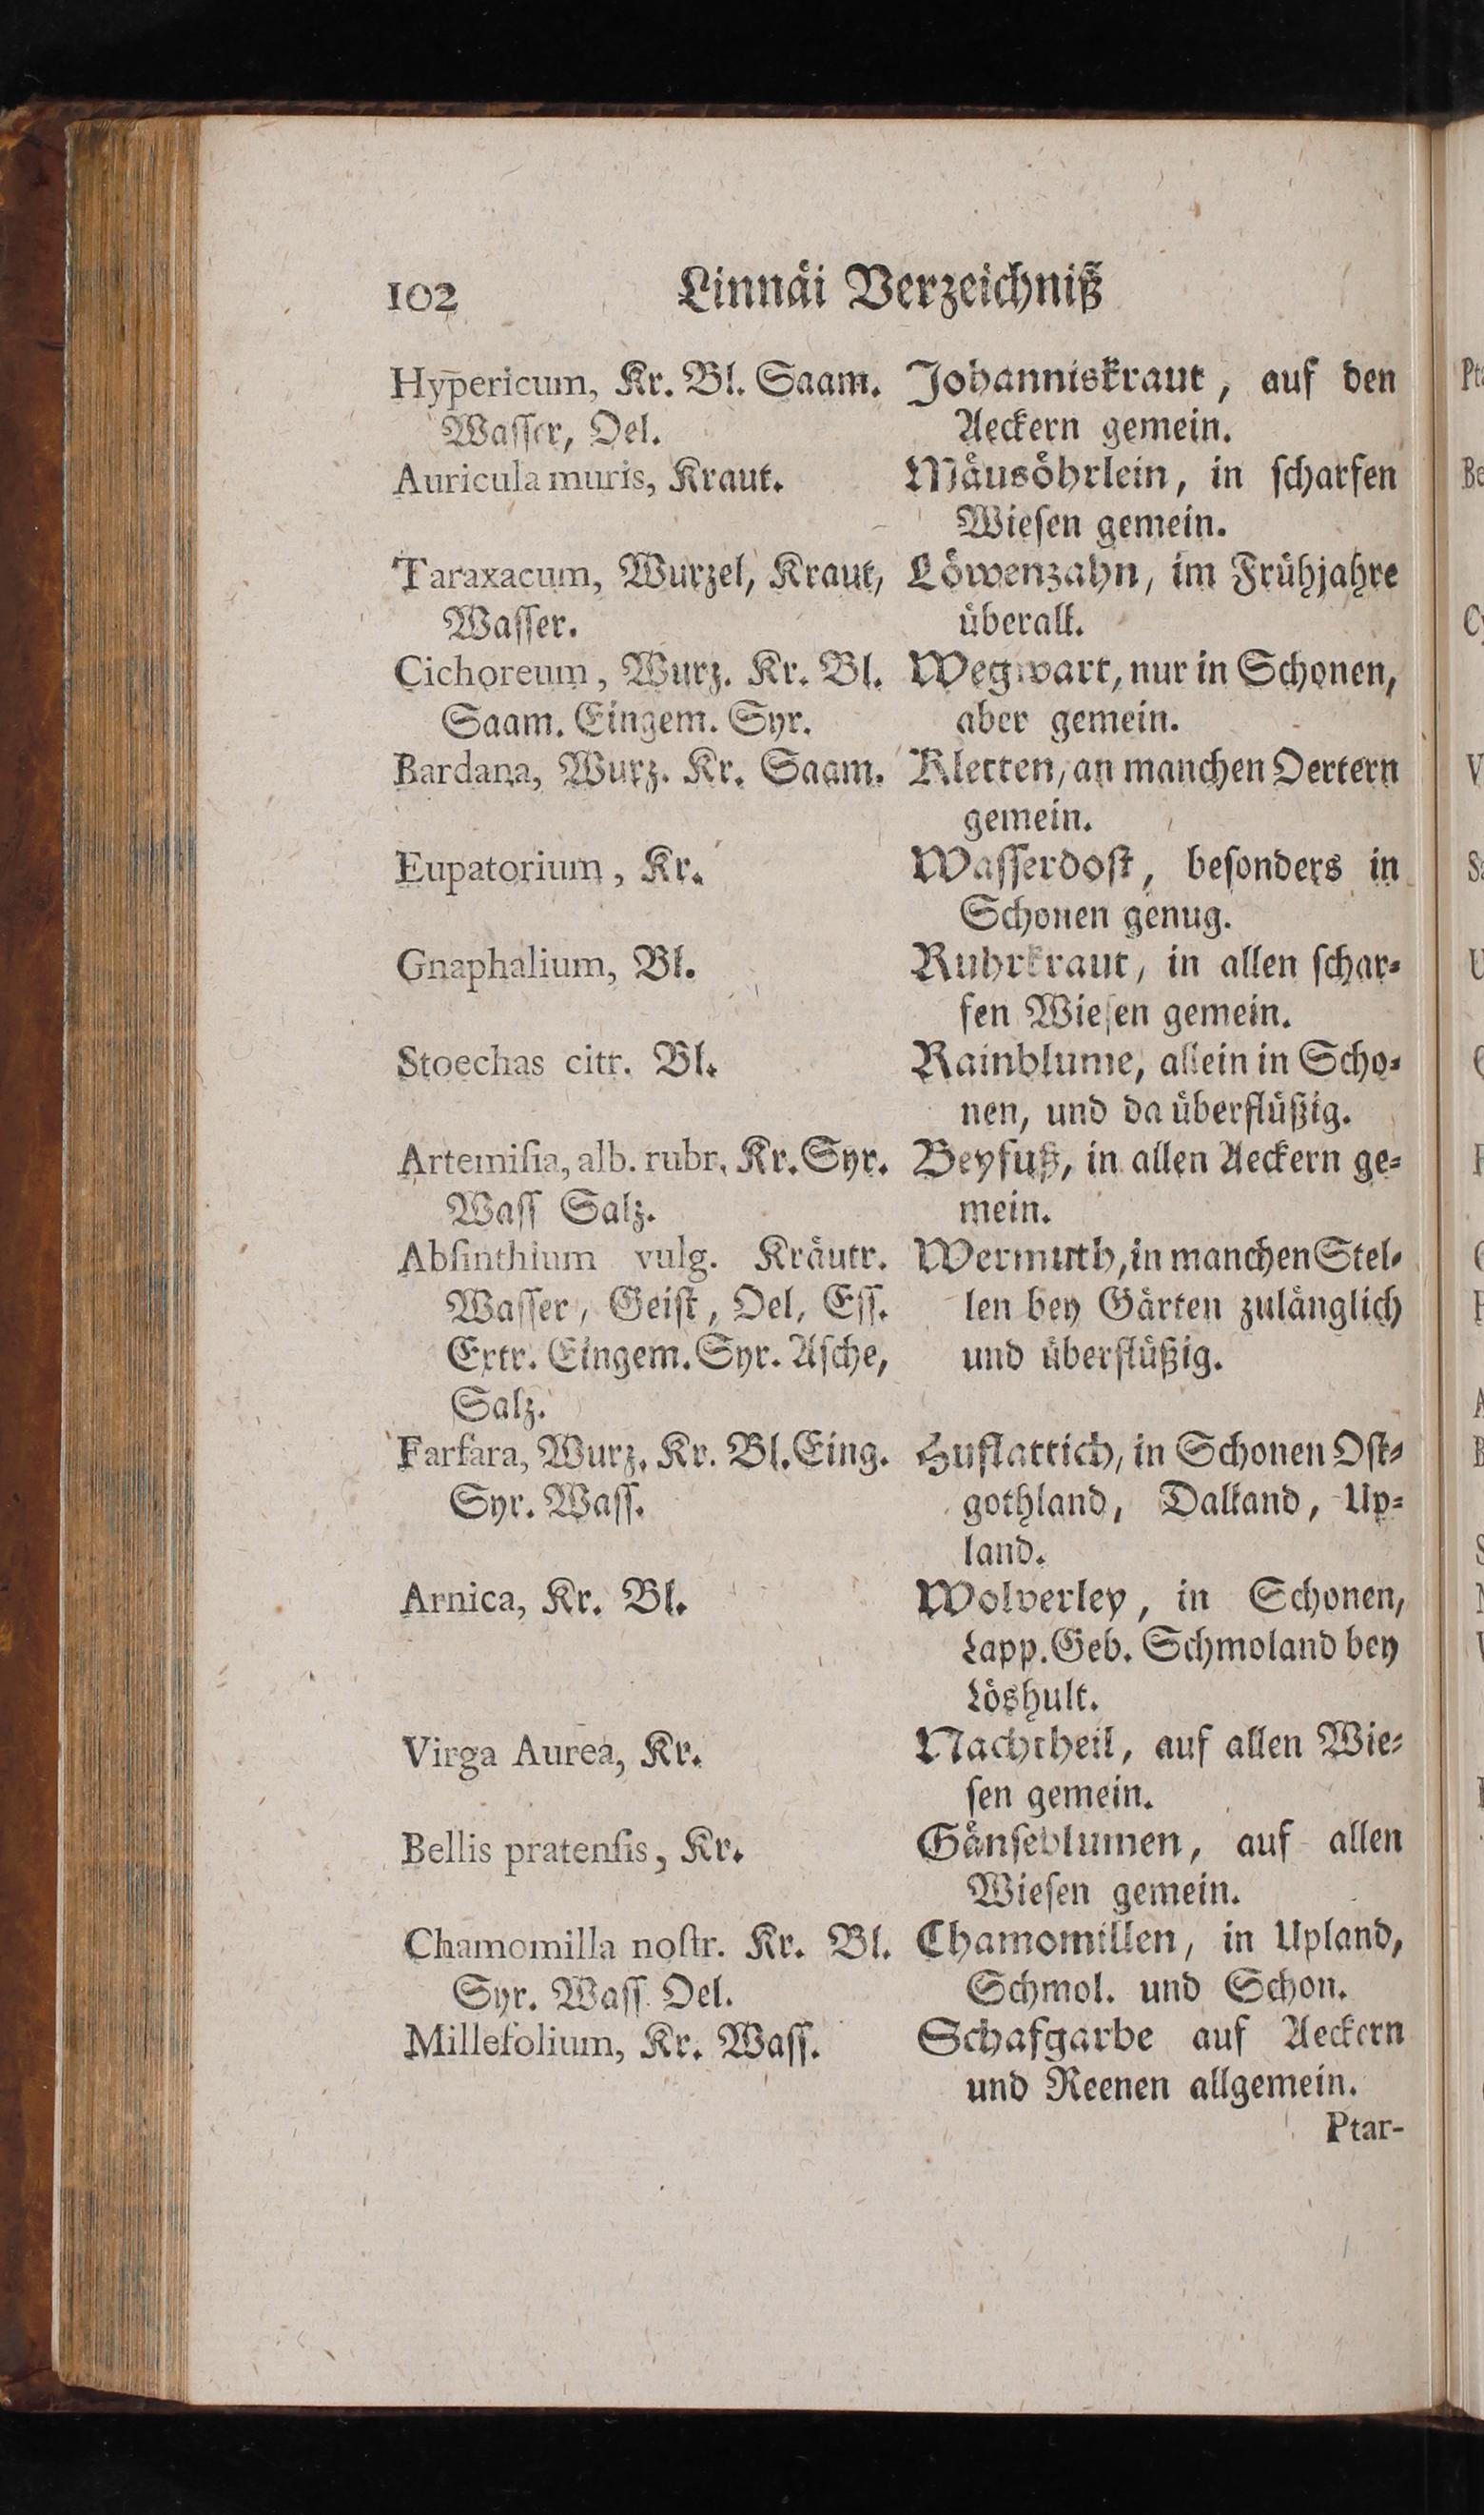 102 Linnåi Verzeichniß
Hypericum, Kr. Bl. Saam.
Waſſer, Oel.
Auricula muris, Kraut.
Taraxacum, Wurzel, Kraut,
Waſſer.
Cichoreum, Wurz. Kr. Bl.
Saam. Eingem. Syr.
Bardana, Wurz. Kr. Saam.
Eupatorium, Kr.
Gnaphalium, Bl.
Stoechas citr. Bl.
Artemiſia, alb. rubr. Kr. Syr.
Waſſ Salz.
Abſinthium vulg. Kråutr.
Waſſer, Geiſt, Oel, Eſſ.
Extr. Eingem. Syr. Aſche,
Salz.
Farfara, Wurz. Kr. Bl. Eing.
Syr. Waſſ.
Arnica, Kr. Bl.
Virga Aurea, Kr.
Bellis pratenſis, Kr.
Chamomilla noſtr. Kr. Bl.
Syr. Waſſ. Oel.
Millefolium, Kr. Waſſ.
Johanniskraut, auf den
Aeckern gemein.
Måusöhrlein, in ſcharfen
Wieſen gemein.
Löwenzahn, im Frühjahre
überall.
Wegwart, nur in Schonen,
aber gemein.
Kletten, an manchen Oertern
gemein.
Waſſerdoſt, beſonders in
Schonen genug.
Ruhrkraut, in allen ſchar⸗
fen Wieſen gemein.
Rainblume, allein in Scho⸗
nen, und da überflüßig.
Beyfuß, in allen Aeckern ge⸗
mein.
Wermuth, in manchen Stel⸗
len bey Gårten zulånglich
und überflüßig.
Huflattich, in Schonen Oſt⸗
gothland, Dalland, Up⸗
land.
Wolverley, in Schonen,
Lapp. Geb. Schmoland bey
Löshult.
Nachtheil, auf allen Wie⸗
ſen gemein.
Gånſeblumen, auf allen
Wieſen gemein.
Chamomillen, in Upland,
Schmol. und Schon.
Schafgarbe auf Aeckern
und Reenen allgemein.
Ptar-